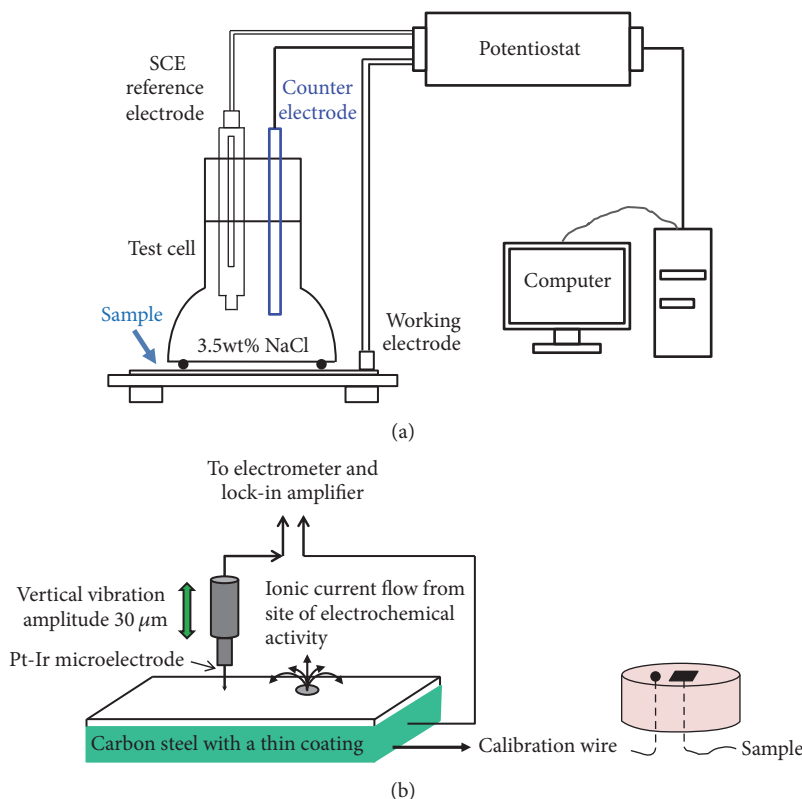 SCE
reference
electrode
Counter
electrode
Potentiostat
Test cell
Computer
Sample
3.5wt% NaCl
Working
electrode
(a)
To electrometer and
lock-in amplifier
Vertical vibration
amplitude 30 μm
Ionic current flow from
site of electrochemical
activity
Pt-Ir microelectrode
Carbon steel with a thin coating
Calibration wire
Sample
(b)